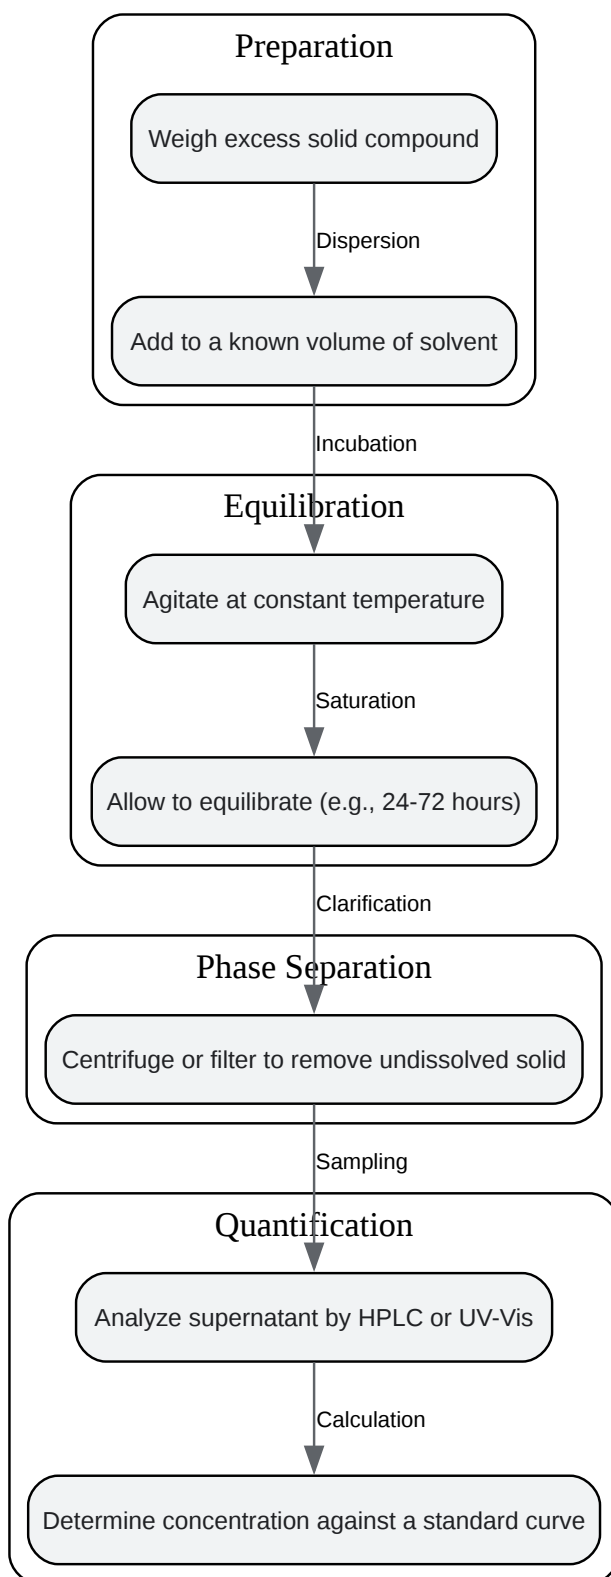 Preparation
Weigh excess solid compound
Dispersion
Add to a known volume of solvent
Incubation
Equilibration
Agitate at constant temperature
Saturation
Allow to equilibrate (e.g., 24-72 hours)
Clarification
Phase Separation
Centrifuge or filter to remove undissolved solid
Sampling
Quantification
Analyze supernatant by HPLC or UV-Vis
Calculation
Determine concentration against a standard curve